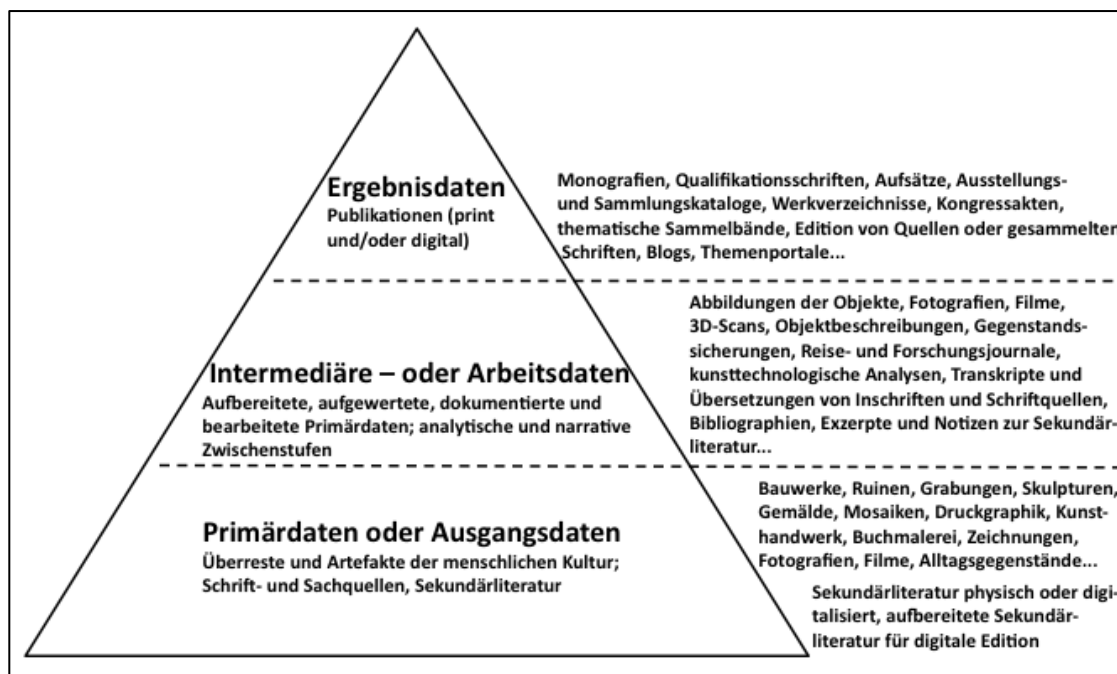 Ergebnisdaten
Publikationen (print
und/oder digital)
Monografien, Qualifikationsschriften, Aufsätze, Ausstellungs-
und Sammlungskataloge, Werkverzeichnisse, Kongressakten,
thematische Sammelbände, Edition von Quellen oder gesammelten
Schriften, Blogs, Themenportale...
Intermediäre – oder Arbeitsdaten
Aufbereitete, aufgewertete, dokumentierte und
bearbeitete Primärdaten; analytische und narrative
Zwischenstufen
Abbildungen der Objekte, Fotografien, Filme,
3D-Scans, Objektbeschreibungen, Gegenstands-
sicherungen, Reise- und Forschungsjournale,
kunsttechnologische Analysen, Transkripte und
Übersetzungen von Inschriften und Schriftquellen,
Bibliographien, Exzerpte und Notizen zur Sekundär-
literatur...
Primärdaten oder Ausgangsdaten
Überreste und Artefakte der menschlichen Kultur;
Schrift- und Sachquellen, Sekundärliteratur
Bauwerke, Ruinen, Grabungen, Skulpturen,
Gemälde, Mosaiken, Druckgraphik, Kunst-
handwerk, Buchmalerei, Zeichnungen,
Fotografien, Filme, Alltagsgegenstände...
Sekundärliteratur physisch oder digi-
talisiert, aufbereitete Sekundär-
literatur für digitale Edition